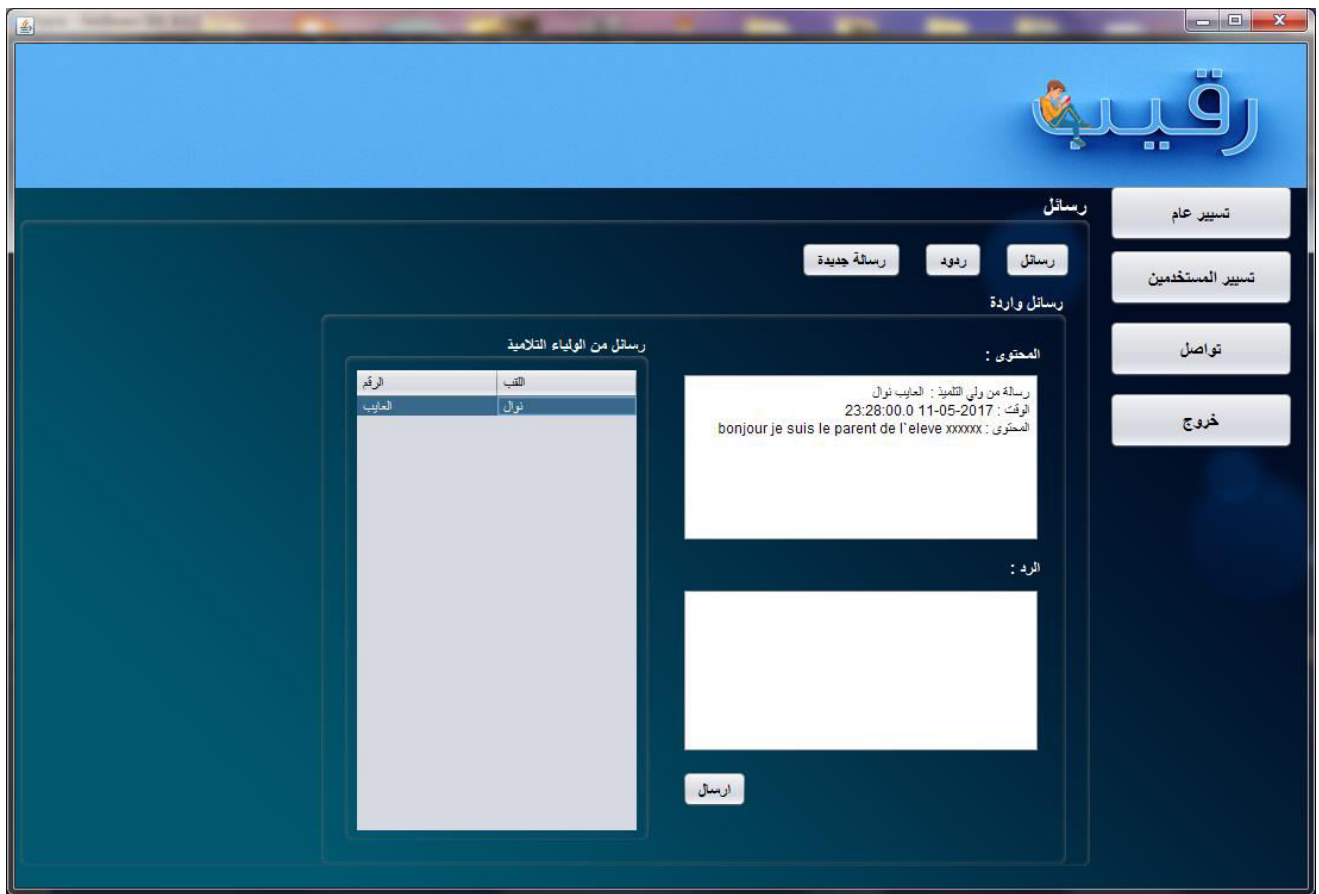 رقيب
تسيير عام
تسيير المستخدمين
تواصل
خروج
رسائل
رسائل
ردود
رسالة جديدة
رسائل واردة
المحتوى :
رسالة من ولي التلميذ : العايب نوال
الوقت : 2017-05-11 23:28:00.0
المحتوى : bonjour je suis le parent de l`eleve xxxxxx
الرد :
ارسال
رسائل من الولياء التلاميذ
اللقب الرقم
نوال العايب